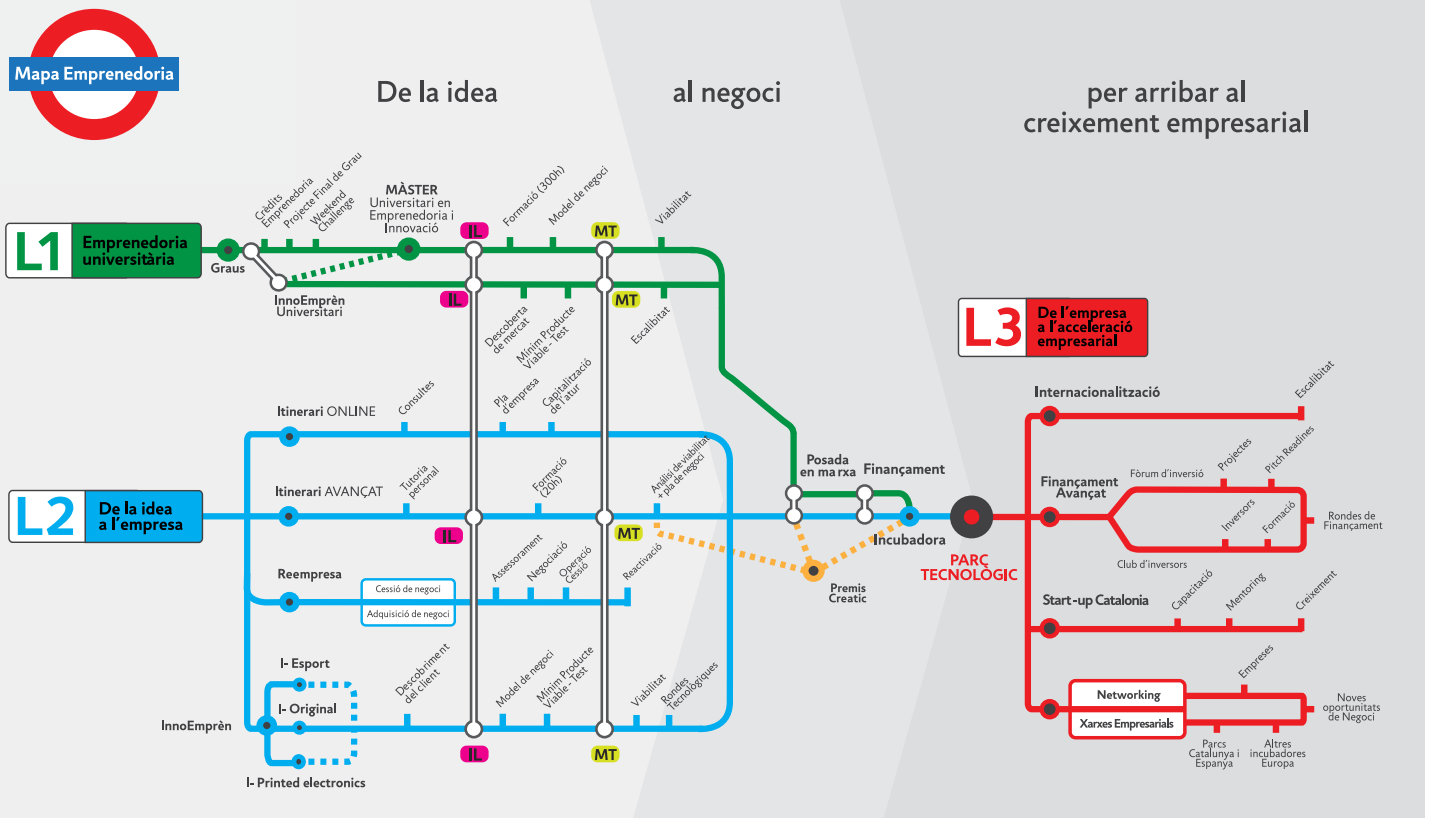 Mapa Emprenedoria
De la idea
al negoci
per arribar al
creixement empresarial
L1
Emprenedoria
universitària
Graus
Crèdits
Emprenedoria
Projecte Final de Grau
Weekend
Challenge
MÀSTER
Universitari en
Emprenedoria i
Innovació
IL
Formació (300h)
Model de negoci
MT
Viabilitat
InnoEmprèn
Universitari
IL
Descoberta
de mercat
Mínim Producte
Viable - Test
MT
Escalibitat
L2
De la idea
a l'empresa
Itinerari ONLINE
Consultes
Pla
d'empresa
Capitalització
de l'atur
Itinerari AVANÇAT
Tutoria
personal
IL
Formació
(20h)
MT
Análisi de viabilitat
+ pla de negoci
Reempresa
Cessió de negoci
Adquisició de negoci
Assessorament
Negociació
Operació
Cessió
Reactivació
InnoEmprèn
I- Esport
I- Original
I- Printed electronics
Descobriment
del client
IL
Model de negoci
Mínim Producte
Viable - Test
MT
Viabilitat
Rondes
Tecnològiques
Posada
en marxa
Finançament
Incubadora
Premis
Creatic
PARC
TECNOLÒGIC
L3
De l'empresa
a l'acceleració
empresarial
Internacionalització
Escalibitat
Finançament
Avançat
Fòrum d'inversió
Projectes
Pitch Readines
Club d'inversors
Inversors
Formació
Rondes de
Finançament
Start-up Catalonia
Capacitació
Mentoring
Creixement
Networking
Xarxes Empresarials
Empreses
Parcs
Catalunya i
Espanya
Altres
incubadores
Europa
Noves
oportunitats
de Negoci